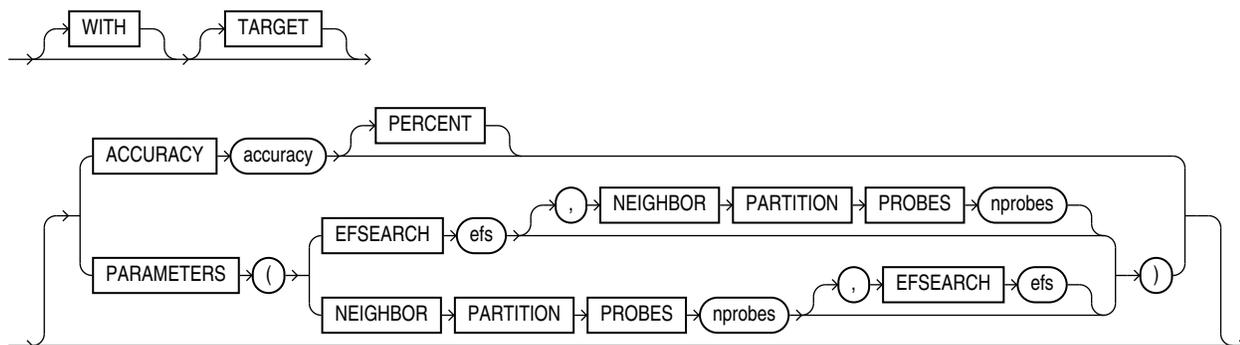 WITH TARGET
PERCENT
ACCURACY accuracy
, NEIGHBOR PARTITION PROBES nprobes
EFSEARCH efs
PARAMETERS ( )
, EFSEARCH efs
NEIGHBOR PARTITION PROBES nprobes